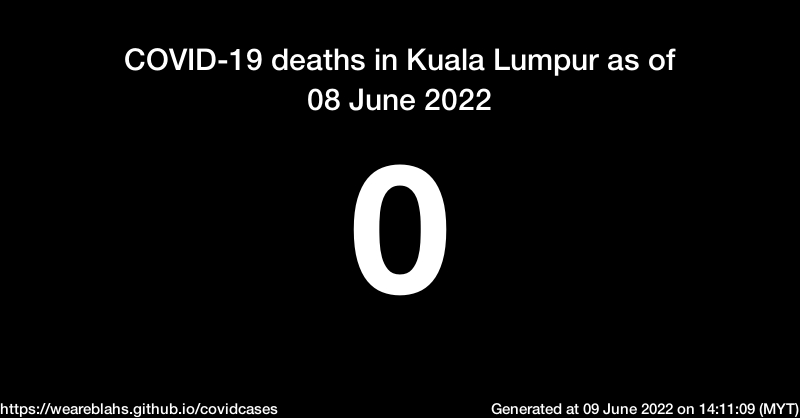 COVID-19 deaths in Kuala Lumpur as of
08 June 2022
0
https://weareblahs.github.io/covidcases
Generated at 09 June 2022 on 14:11:09 (MYT)